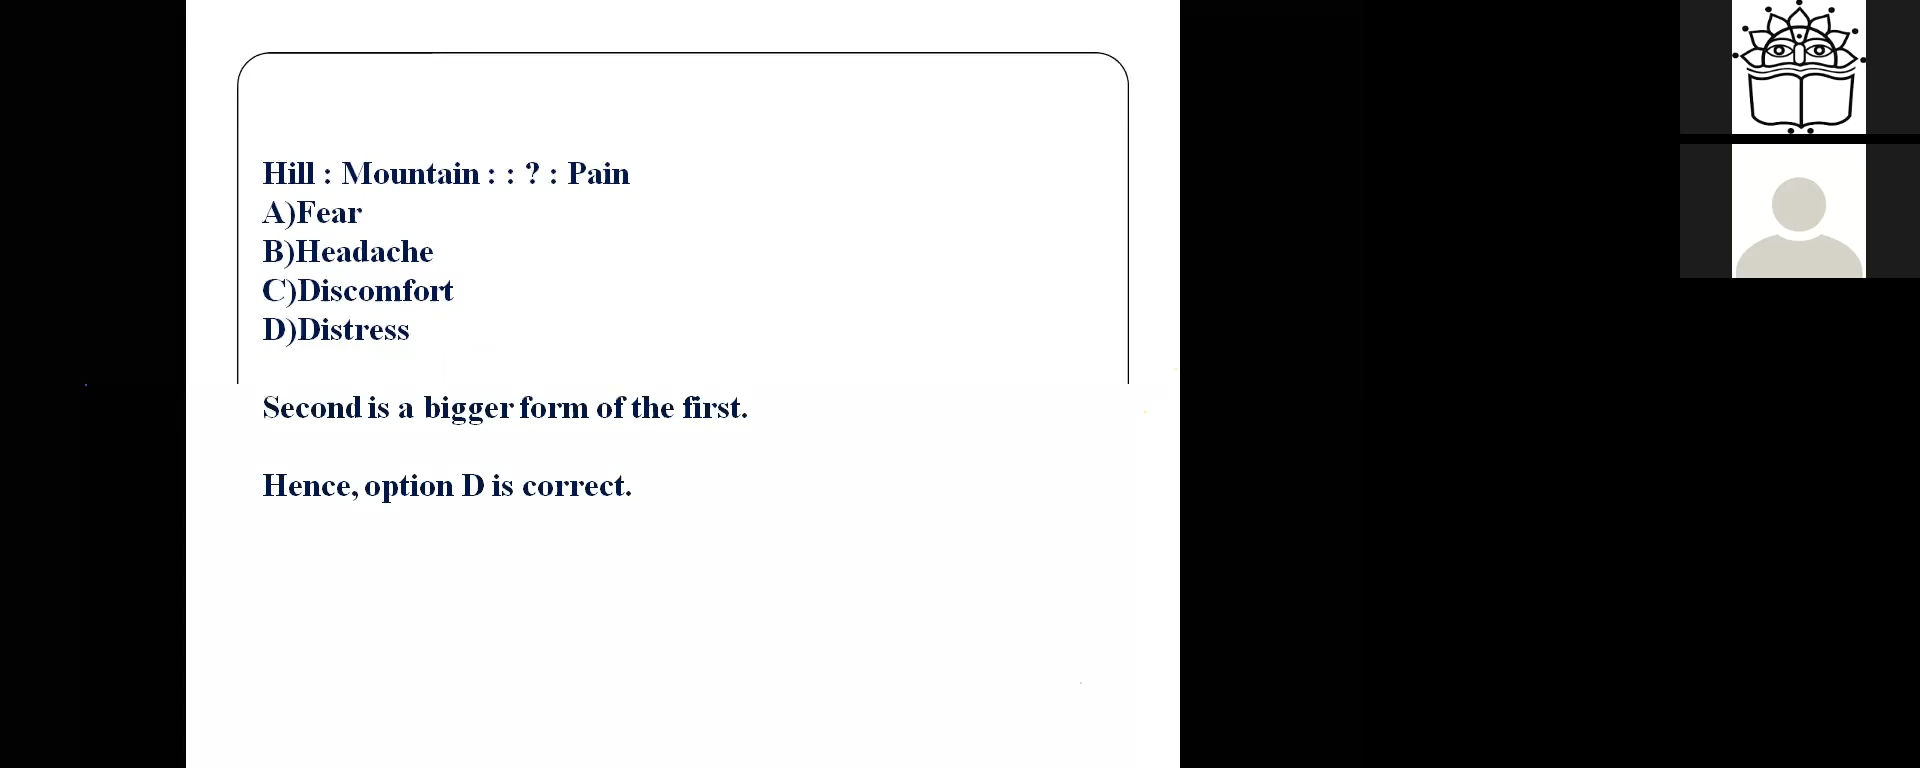 Hill : Mountain : : ? : Pain
A)Fear
B)Headache
C)Discomfort
D)Distress
Second is a bigger form of the first.
Hence, option D is correct.